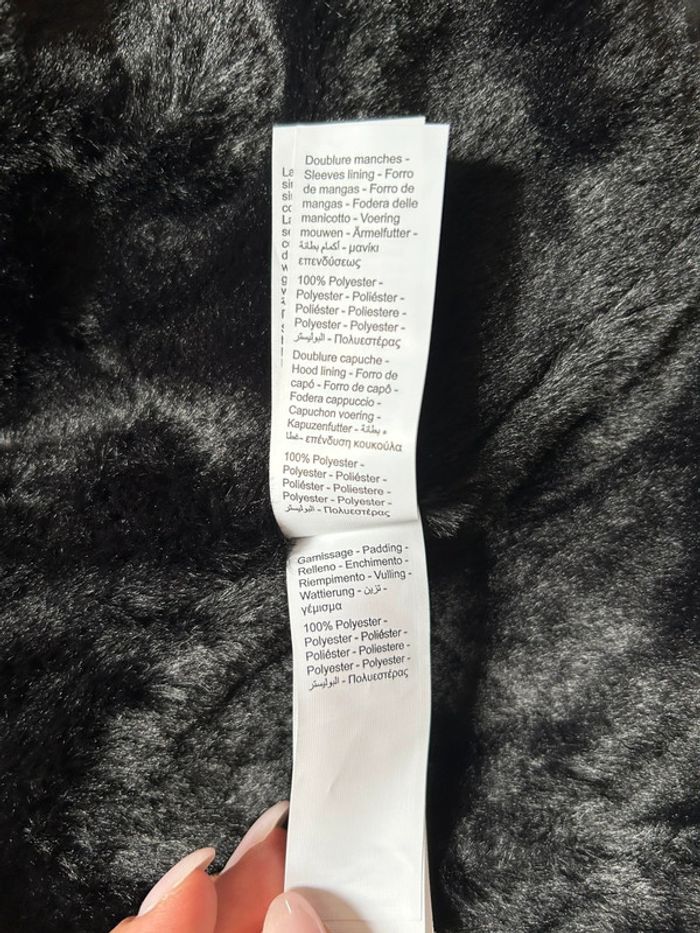 Doublure manches -
Sleeves lining - Forro
de mangas - Forro de
mangas - Fodera delle
manicotto - Voering
mouwen - Ärmelfutter -
أكمام بطانة - μανίκι
επενδύσεως
100% Polyester -
Polyester - Poliéster -
Poliéster - Poliestere -
Polyester - Polyester -
البوليستر - Πολυεστέρας
Doublure capuche -
Hood lining - Forro de
capó - Forro de capô -
Fodera cappuccio -
Capuchon voering -
Kapuzenfutter - بطانة ء
غطا - επένδυση κουκούλα
100% Polyester -
Polyester - Poliéster -
Poliéster - Poliestere -
Polyester - Polyester -
البوليستر - Πολυεστέρας
Garnissage - Padding -
Relleno - Enchimento -
Riempimento - Vulling -
Wattierung - تزين -
γέμισμα
100% Polyester -
Polyester - Poliéster -
Poliéster - Poliestere -
Polyester - Polyester -
البوليستر - Πολυεστέρας